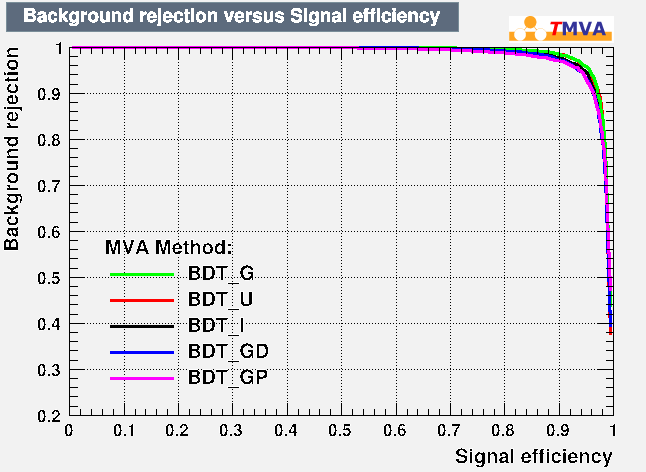 Background rejection versus Signal efficiency
TMVA
Background rejection
1
0.9
0.8
0.7
0.6
0.5
0.4
0.3
0.2
MVA Method:
BDT_G
BDT_U
BDT_I
BDT_GD
BDT_GP
0 0.1 0.2 0.3 0.4 0.5 0.6 0.7 0.8 0.9 1
Signal efficiency